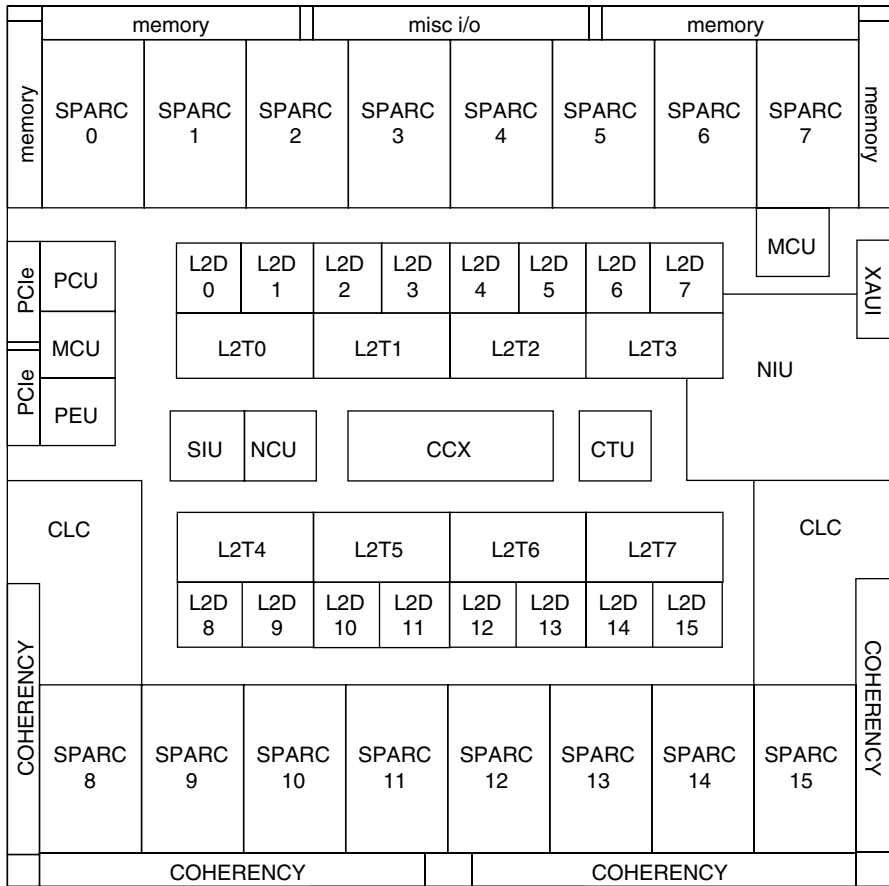 memory misc i/o memory
memory
SPARC 0
SPARC 1
SPARC 2
SPARC 3
SPARC 4
SPARC 5
SPARC 6
SPARC 7
memory
PCIe
PCU
L2D 0
L2D 1
L2D 2
L2D 3
L2D 4
L2D 5
L2D 6
L2D 7
MCU
XAUI
MCU
L2T0
L2T1
L2T2
L2T3
NIU
PCIe
PEU
SIU
NCU
CCX
CTU
CLC
L2T4
L2T5
L2T6
L2T7
CLC
L2D 8
L2D 9
L2D 10
L2D 11
L2D 12
L2D 13
L2D 14
L2D 15
COHERENCY
SPARC 8
SPARC 9
SPARC 10
SPARC 11
SPARC 12
SPARC 13
SPARC 14
SPARC 15
COHERENCY
COHERENCY
COHERENCY